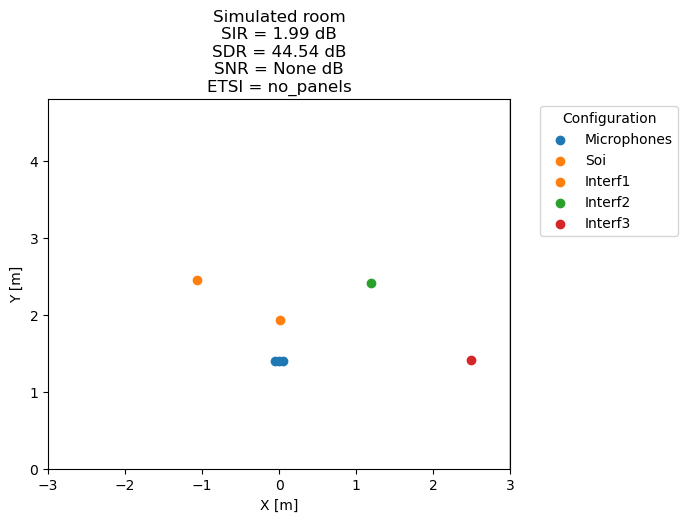 Simulated room
SIR = 1.99 dB
SDR = 44.54 dB
SNR = None dB
ETSI = no_panels
Configuration
Microphones
Soi
Interf1
Interf2
Interf3
Y [m]
4
3
2
1
0
−3 −2 −1 0 1 2 3
X [m]